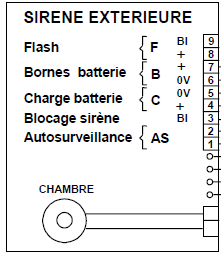 SIRENE EXTERIEURE
Flash F BI 9
+ 8
Bornes batterie B + 7
0V 6
Charge batterie C 0V 5
+ 4
Blocage sirène BI 3
Autosurveillance AS 2
1
CHAMBRE